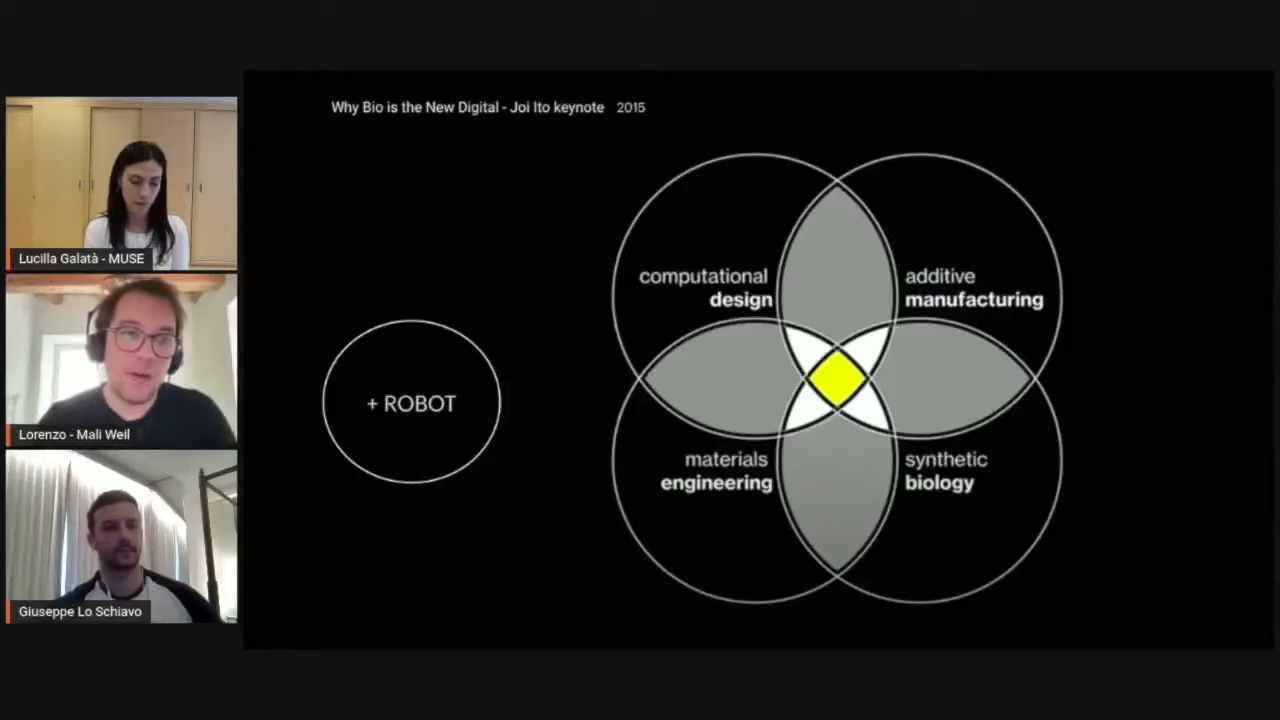 Why Bio is the New Digital - Joi Ito keynote 2015
Lucilla Galatà - MUSE
Lorenzo - Mali Weil
Giuseppe Lo Schiavo
+ ROBOT
computational
design
additive
manufacturing
materials
engineering
synthetic
biology